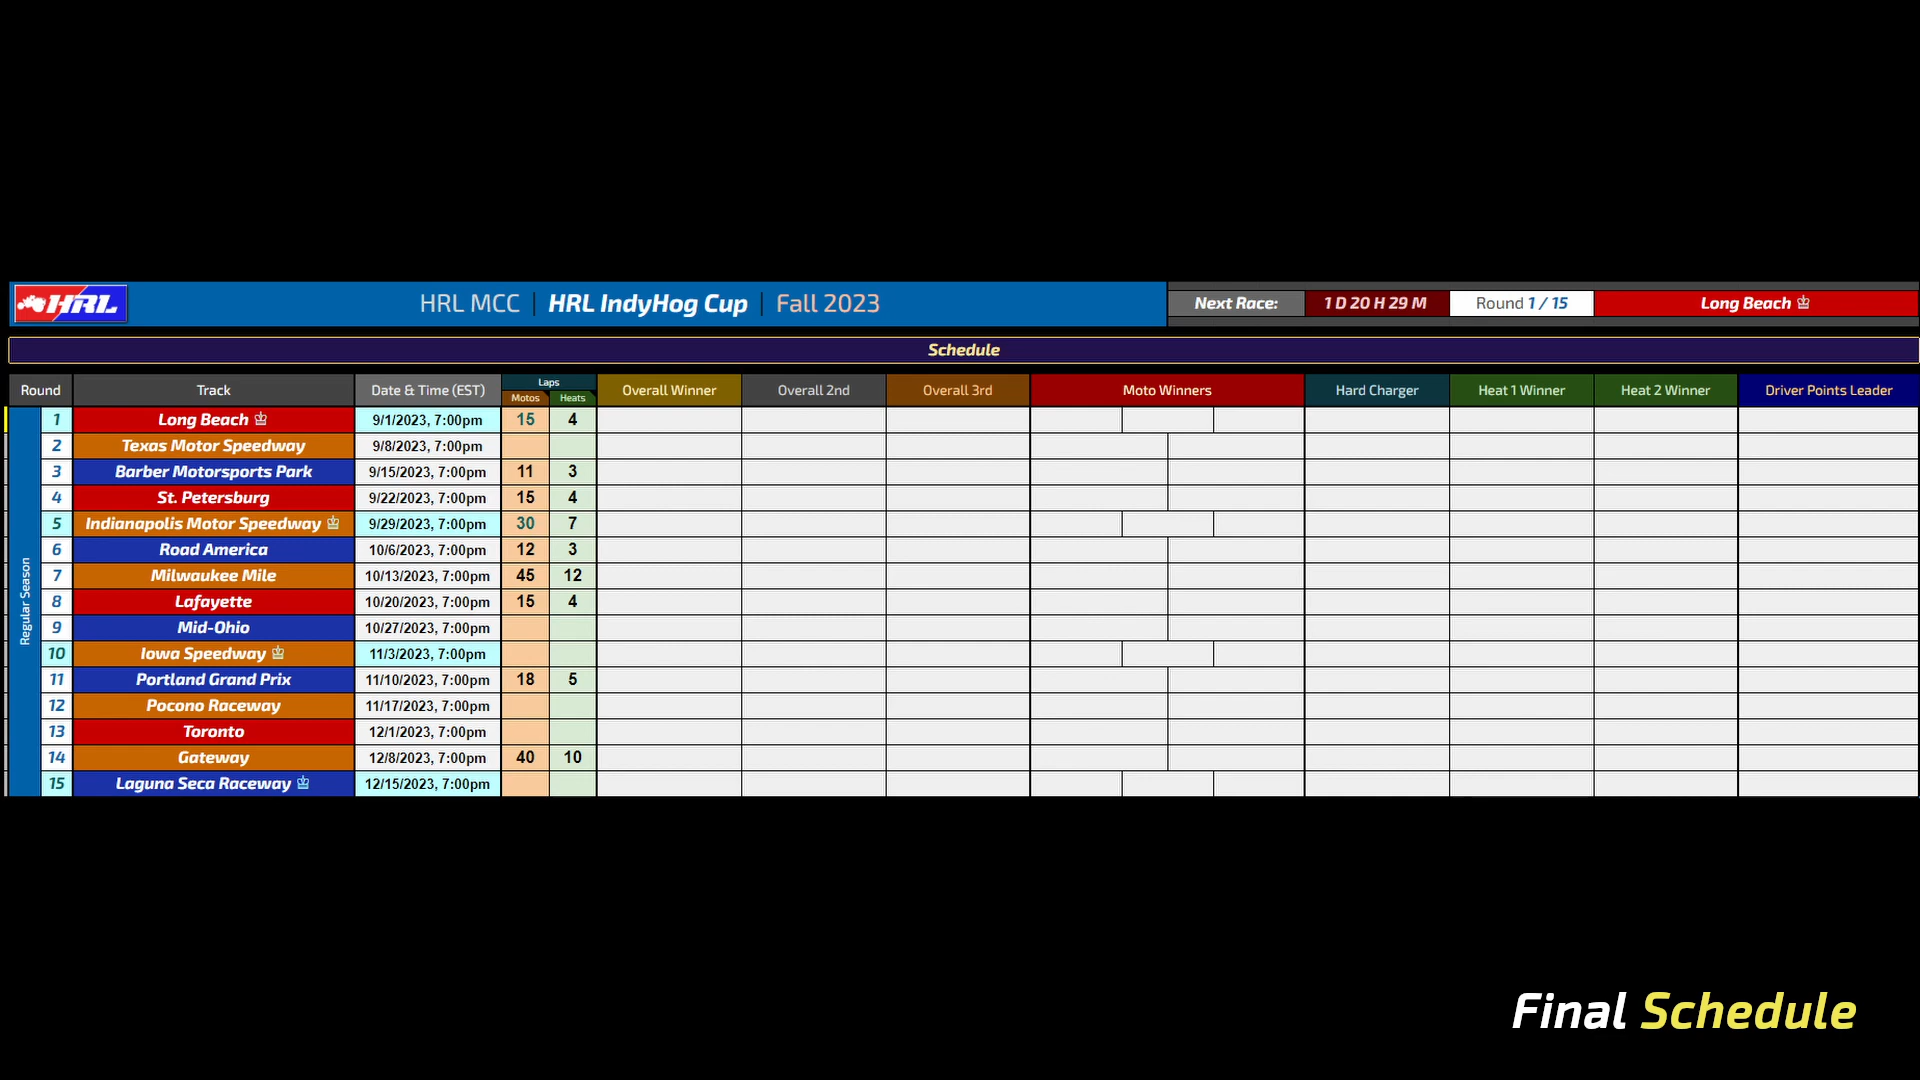 HRL HRL MCC | HRL IndyHog Cup | Fall 2023 Next Race: 1 D 20 H 29 M Round 1 / 15 Long Beach ♔
Schedule
Round Track Date & Time (EST) Laps Motos Heats Overall Winner Overall 2nd Overall 3rd Moto Winners Hard Charger Heat 1 Winner Heat 2 Winner Driver Points Leader
Regular Season
1 Long Beach ♔ 9/1/2023, 7:00pm 15 4
2 Texas Motor Speedway 9/8/2023, 7:00pm
3 Barber Motorsports Park 9/15/2023, 7:00pm 11 3
4 St. Petersburg 9/22/2023, 7:00pm 15 4
5 Indianapolis Motor Speedway ♔ 9/29/2023, 7:00pm 30 7
6 Road America 10/6/2023, 7:00pm 12 3
7 Milwaukee Mile 10/13/2023, 7:00pm 45 12
8 Lafayette 10/20/2023, 7:00pm 15 4
9 Mid-Ohio 10/27/2023, 7:00pm
10 Iowa Speedway ♔ 11/3/2023, 7:00pm
11 Portland Grand Prix 11/10/2023, 7:00pm 18 5
12 Pocono Raceway 11/17/2023, 7:00pm
13 Toronto 12/1/2023, 7:00pm
14 Gateway 12/8/2023, 7:00pm 40 10
15 Laguna Seca Raceway ♔ 12/15/2023, 7:00pm
Final Schedule